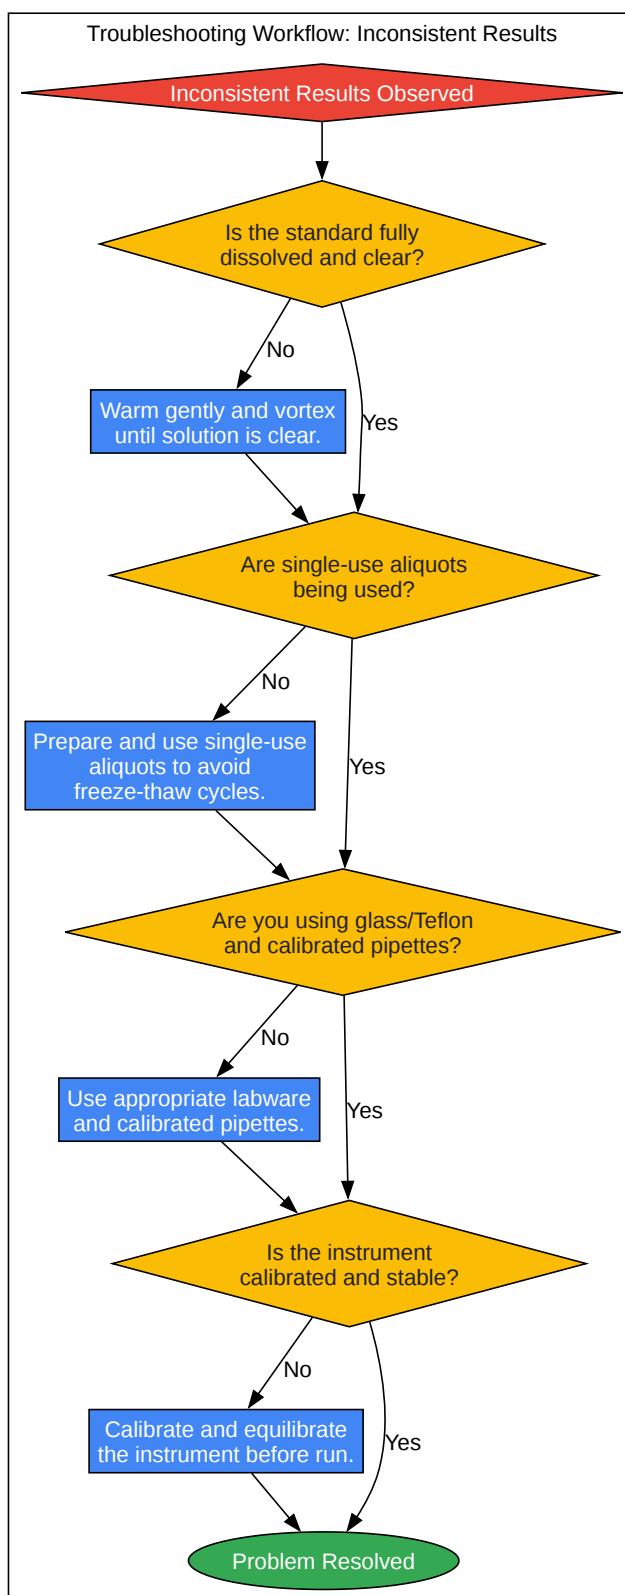 Troubleshooting Workflow: Inconsistent Results
Inconsistent Results Observed
Is the standard fully
dissolved and clear?
No
Warm gently and vortex
until solution is clear.
Yes
Are single-use aliquots
being used?
No
Prepare and use single-use
aliquots to avoid
freeze-thaw cycles.
Yes
Are you using glass/Teflon
and calibrated pipettes?
No
Use appropriate labware
and calibrated pipettes.
Yes
Is the instrument
calibrated and stable?
No
Calibrate and equilibrate
the instrument before run.
Yes
Problem Resolved